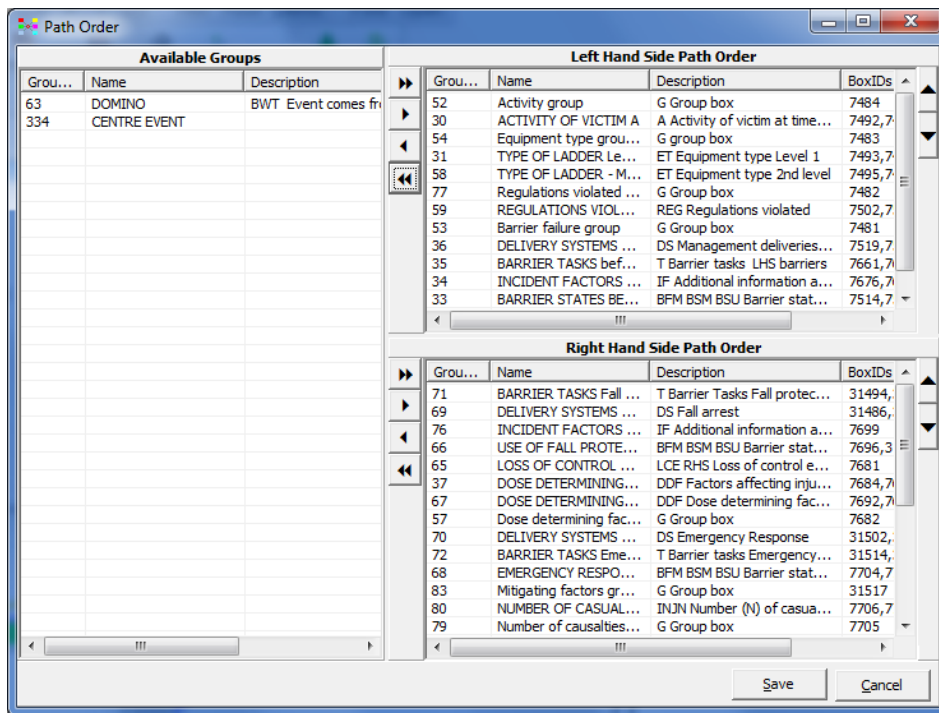 Path Order
Available Groups
Grou... Name Description
63 DOMINO BWT Event comes fr
334 CENTRE EVENT
Left Hand Side Path Order
Grou... Name Description BoxIDs
52 Activity group G Group box 7484
30 ACTIVITY OF VICTIM A A Activity of victim at time... 7492,7
54 Equipment type grou... G group box 7483
31 TYPE OF LADDER Le... ET Equipment type Level 1 7493,7
58 TYPE OF LADDER - M... ET Equipment type 2nd level 7495,7
77 Regulations violated ... G Group box 7482
59 REGULATIONS VIOL... REG Regulations violated 7502,7
53 Barrier failure group G Group box 7481
36 DELIVERY SYSTEMS ... DS Management deliveries... 7519,7
35 BARRIER TASKS bef... T Barrier tasks LHS barriers 7661,7
34 INCIDENT FACTORS ... IF Additional information a... 7676,7
33 BARRIER STATES BE... BFM BSM BSU Barrier stat... 7514,7
Right Hand Side Path Order
Grou... Name Description BoxIDs
71 BARRIER TASKS Fall ... T Barrier Tasks Fall protec... 31494,
69 DELIVERY SYSTEMS ... DS Fall arrest 31486,
76 INCIDENT FACTORS ... IF Additional information a... 7699
66 USE OF FALL PROTE... BFM BSM BSU Barrier stat... 7696,3
65 LOSS OF CONTROL ... LCE RHS Loss of control e... 7681
37 DOSE DETERMINING... DDF Factors affecting inju... 7684,7
67 DOSE DETERMINING... DDF Dose determining fac... 7692,7
57 Dose determining fac... G Group box 7682
70 DELIVERY SYSTEMS ... DS Emergency Response 31502,
72 BARRIER TASKS Eme... T Barrier tasks Emergency... 31514,
68 EMERGENCY RESPO... BFM BSM BSU Barrier stat... 7704,7
83 Mitigating factors gr... G Group box 31517
80 NUMBER OF CASUAL... INJN Number (N) of casua... 7706,7
79 Number of causalties... G Group box 7705
Save Cancel